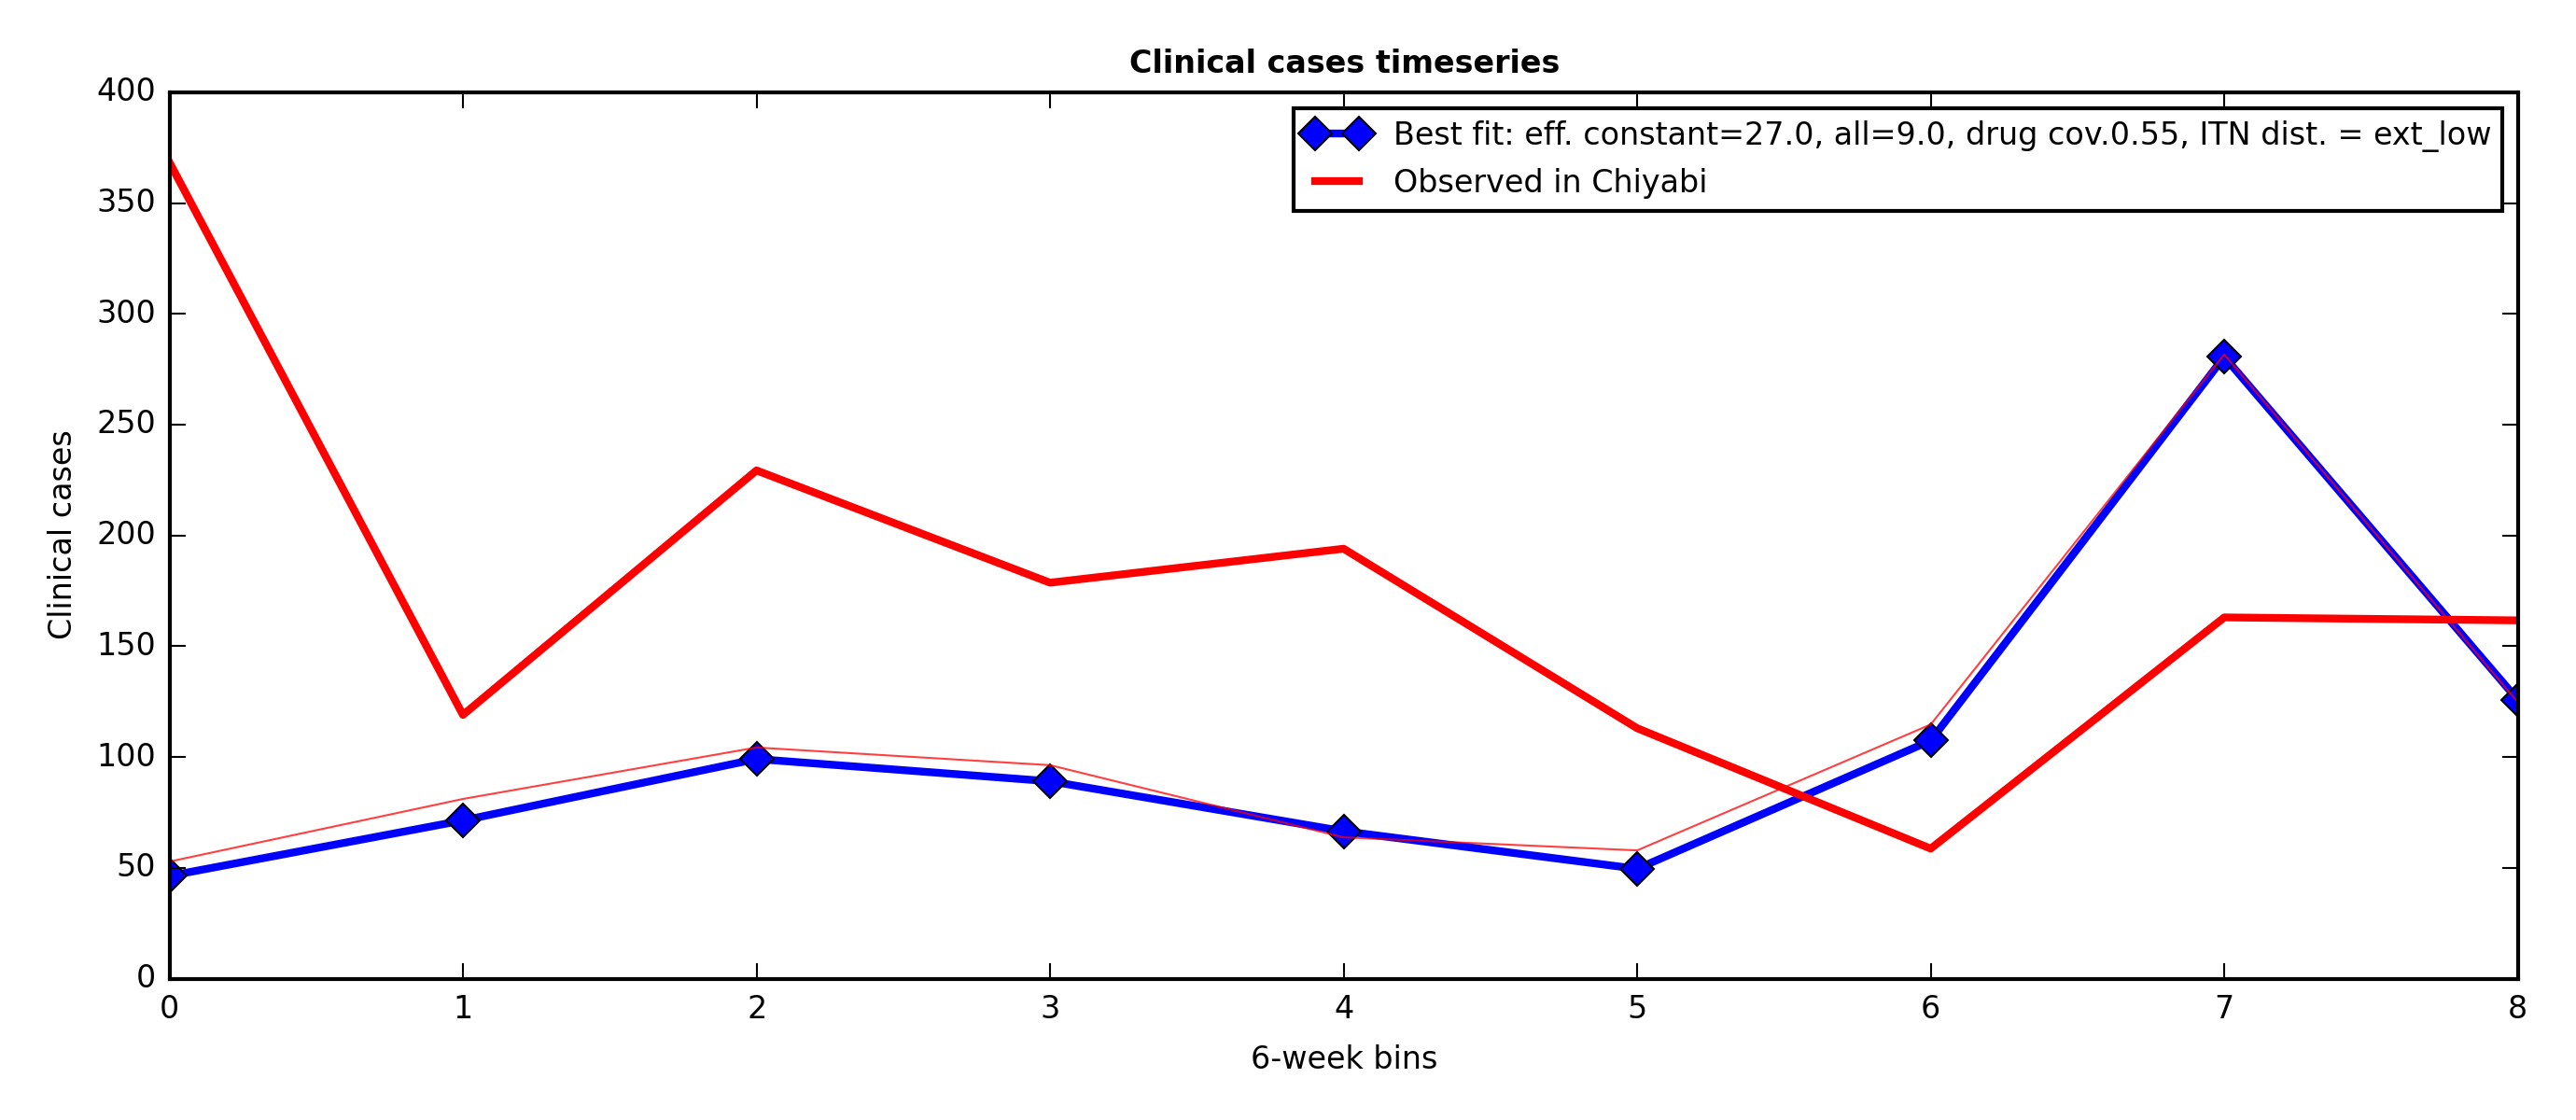 Clinical cases timeseries
400
350
300
250
200
150
100
50
0
Clinical cases
Best fit: eff. constant=27.0, all=9.0, drug cov.0.55, ITN dist. = ext_low
Observed in Chiyabi
0 1 2 3 4 5 6 7 8
6-week bins